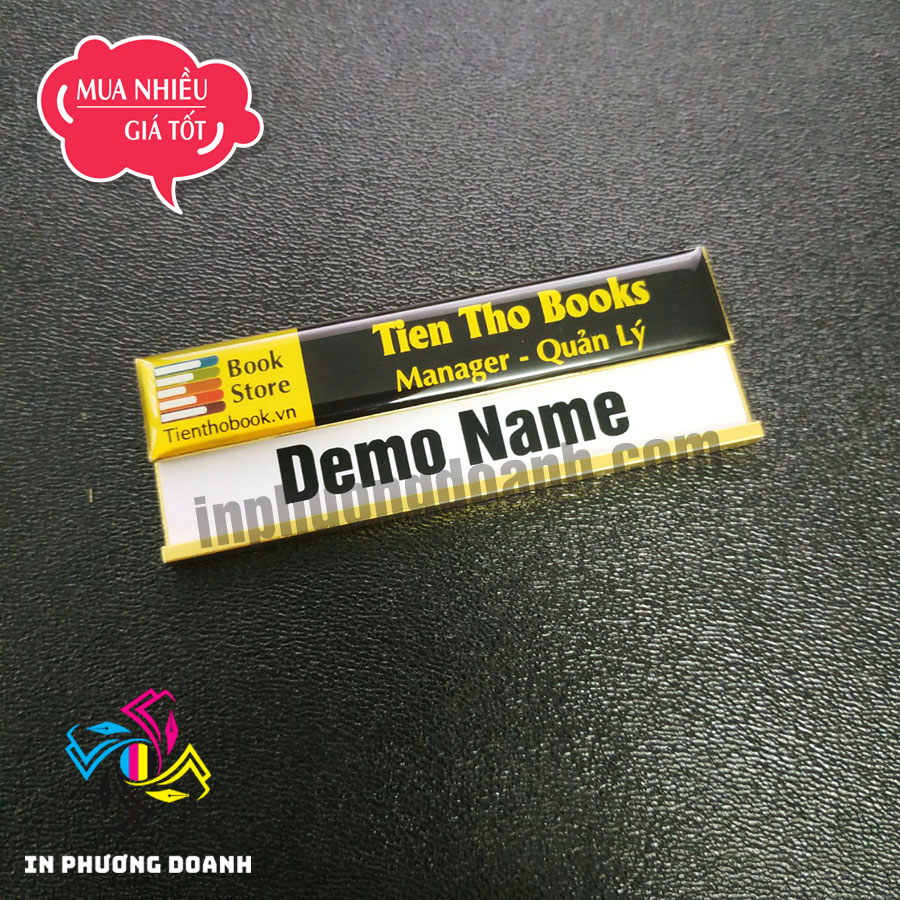 MUA NHIỀU
GIÁ TỐT
Tien Tho Books
Manager - Quản Lý
Book
Store
Tienthobook.vn
Demo Name
inphuongdoanh.com
IN PHƯƠNG DOANH